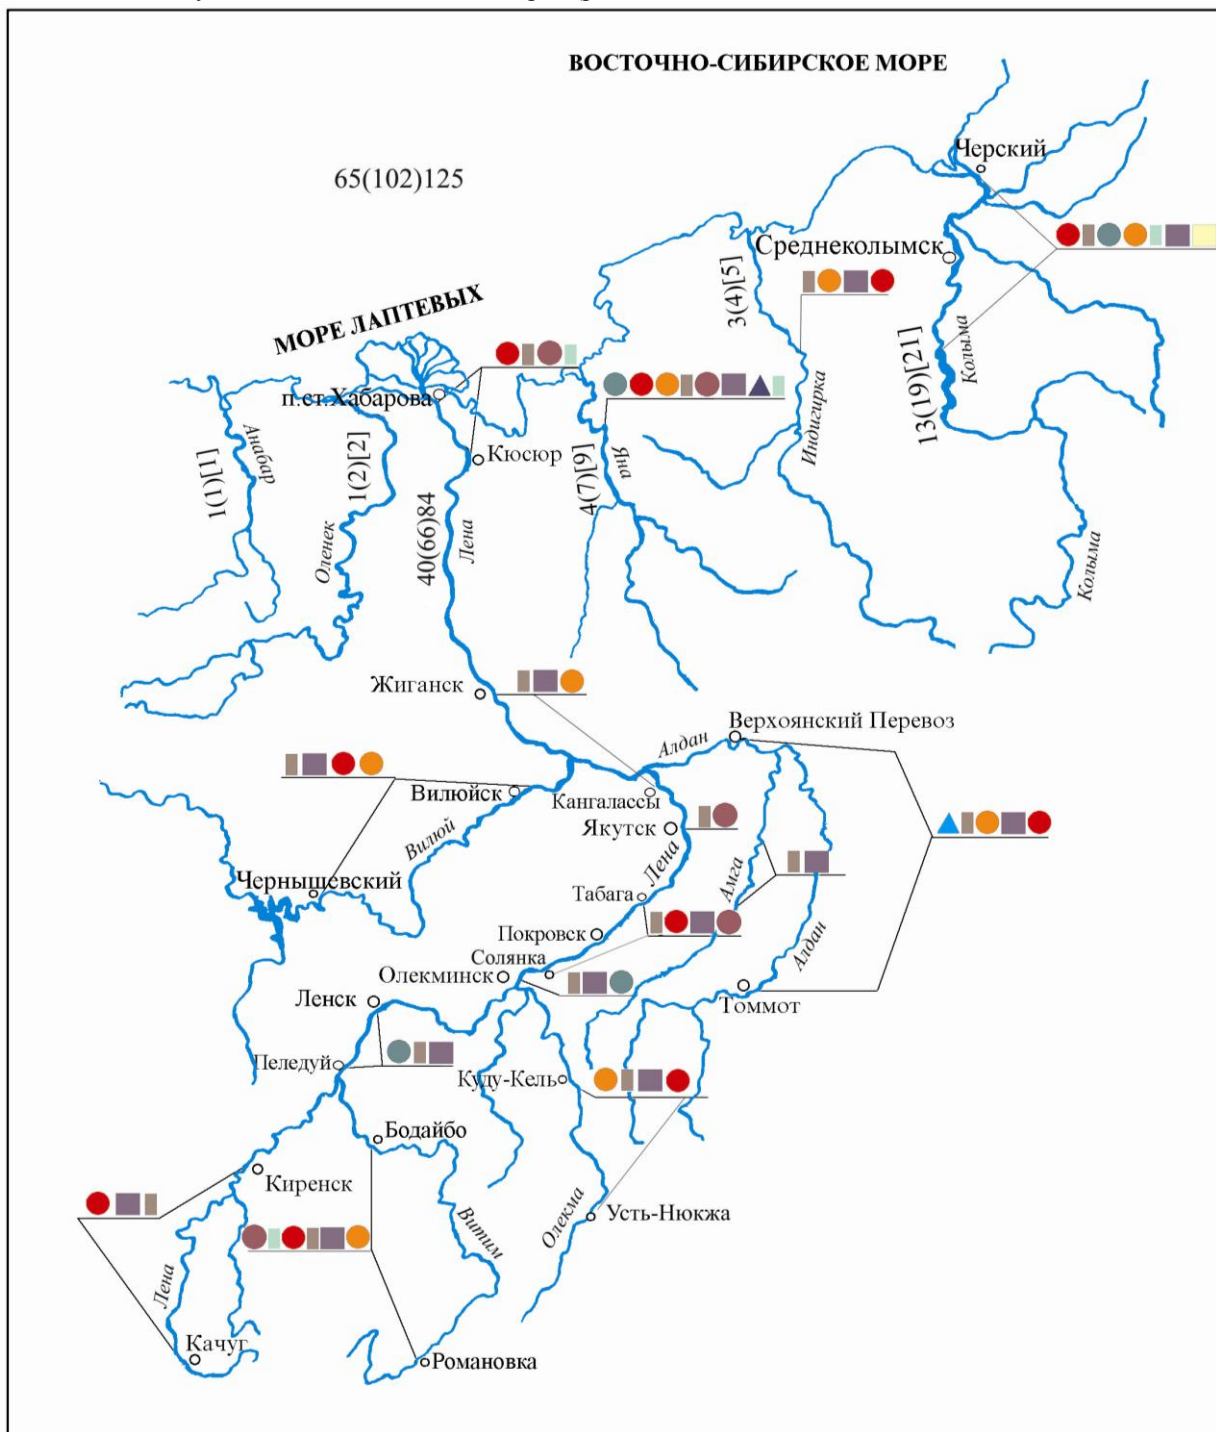 ВОСТОЧНО-СИБИРСКОЕ МОРЕ
Черский
65(102)125
Среднеколымск
3(4)[5]
МОРЕ ЛАПТЕВЫХ
Колыма
13(19)[21]
п.ст.Хабарова
Индигирка
Анабар
1(1)[1]
1(2)[2]
Кюсюр
4(7)[9]
Яна
40(66)84
Лена
Оленек
Колыма
Жиганск
Верхоянский Перевоз
Алдан
Вилюйск
Кангалассы
Якутск
Вилюй
Лена
Чернышевский
Табага
Амга
Покровск
Солянка
Алдан
Олекминск
Ленск
Томмот
Пеледуй
Куду-Кель
Бодайбо
Киренск
Усть-Нюкжа
Олекма
Витим
Лена
Качуг
Романовка